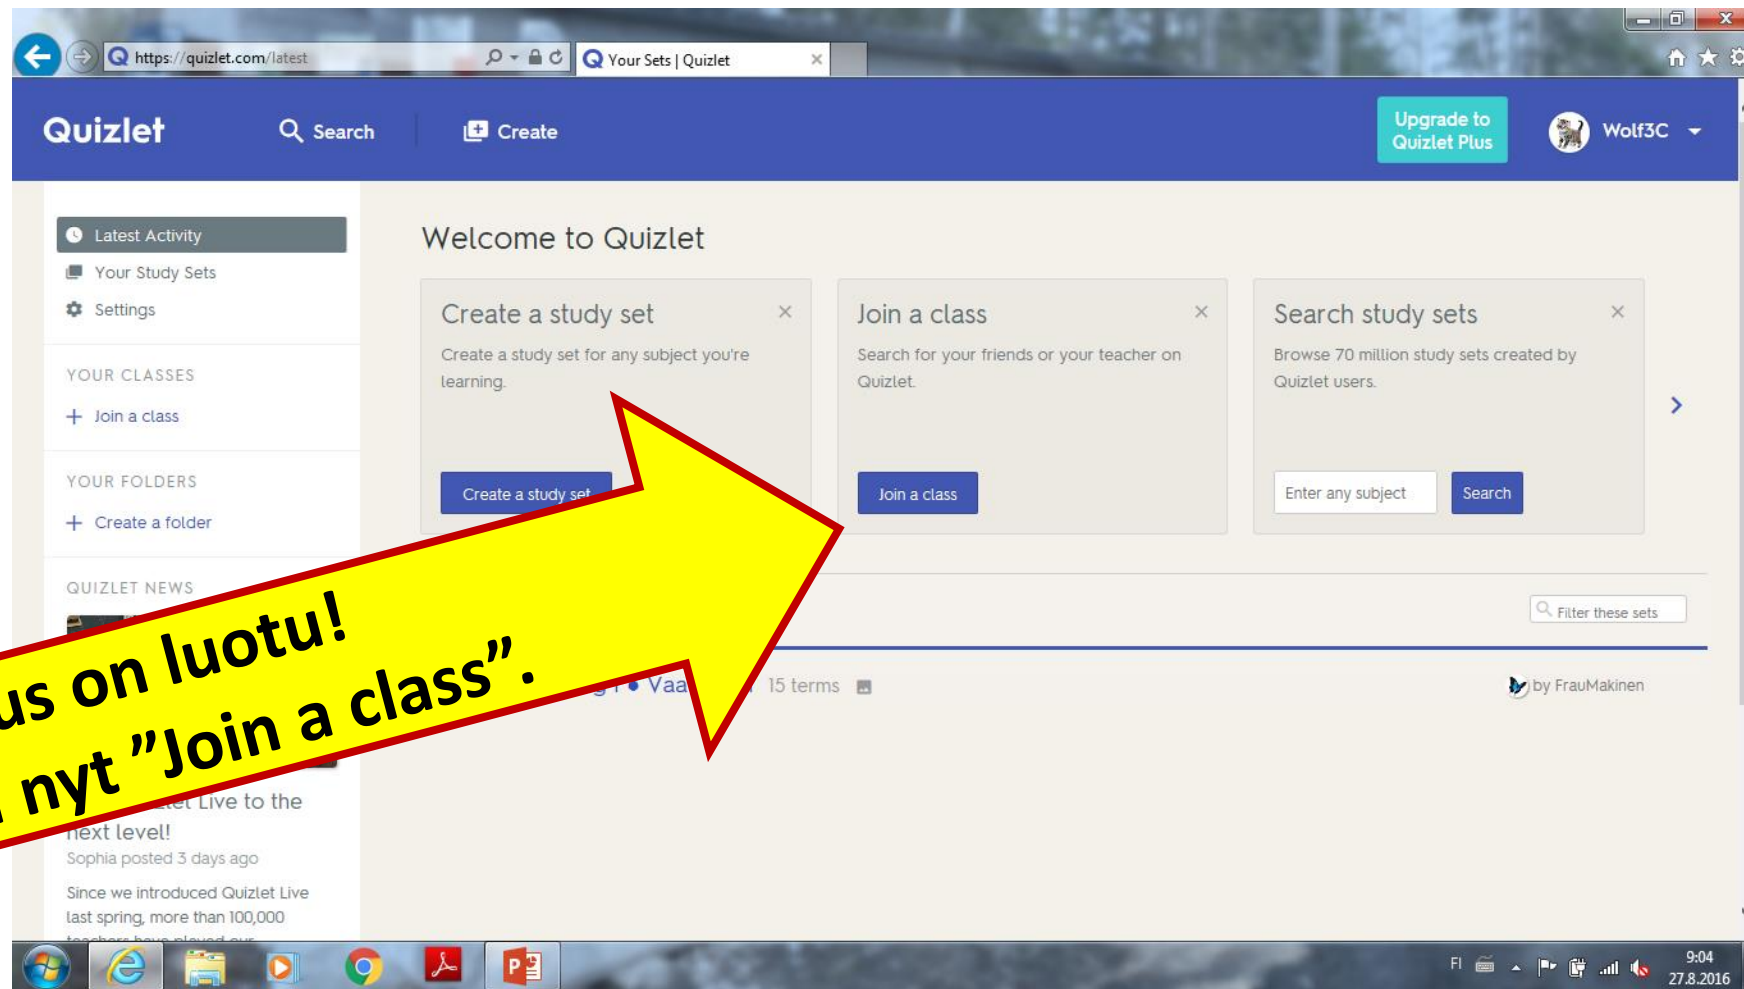 https://quizlet.com/latest
Your Sets | Quizlet
Quizlet
Search
Create
Upgrade to
Quizlet Plus
Wolf3C
Latest Activity
Your Study Sets
Settings
YOUR CLASSES
+ Join a class
YOUR FOLDERS
+ Create a folder
QUIZLET NEWS
Welcome to Quizlet
Create a study set
Create a study set for any subject you're
learning.
Create a study set
Join a class
Search for your friends or your teacher on
Quizlet.
Join a class
Search study sets
Browse 70 million study sets created by
Quizlet users.
Enter any subject
Search
Filter these sets
15 terms
by FrauMakinen
on luotu!
nyt ”Join a class”.
Live to the
next level!
Sophia posted 3 days ago
Since we introduced Quizlet Live
last spring, more than 100,000
FI
9:04
27.8.2016